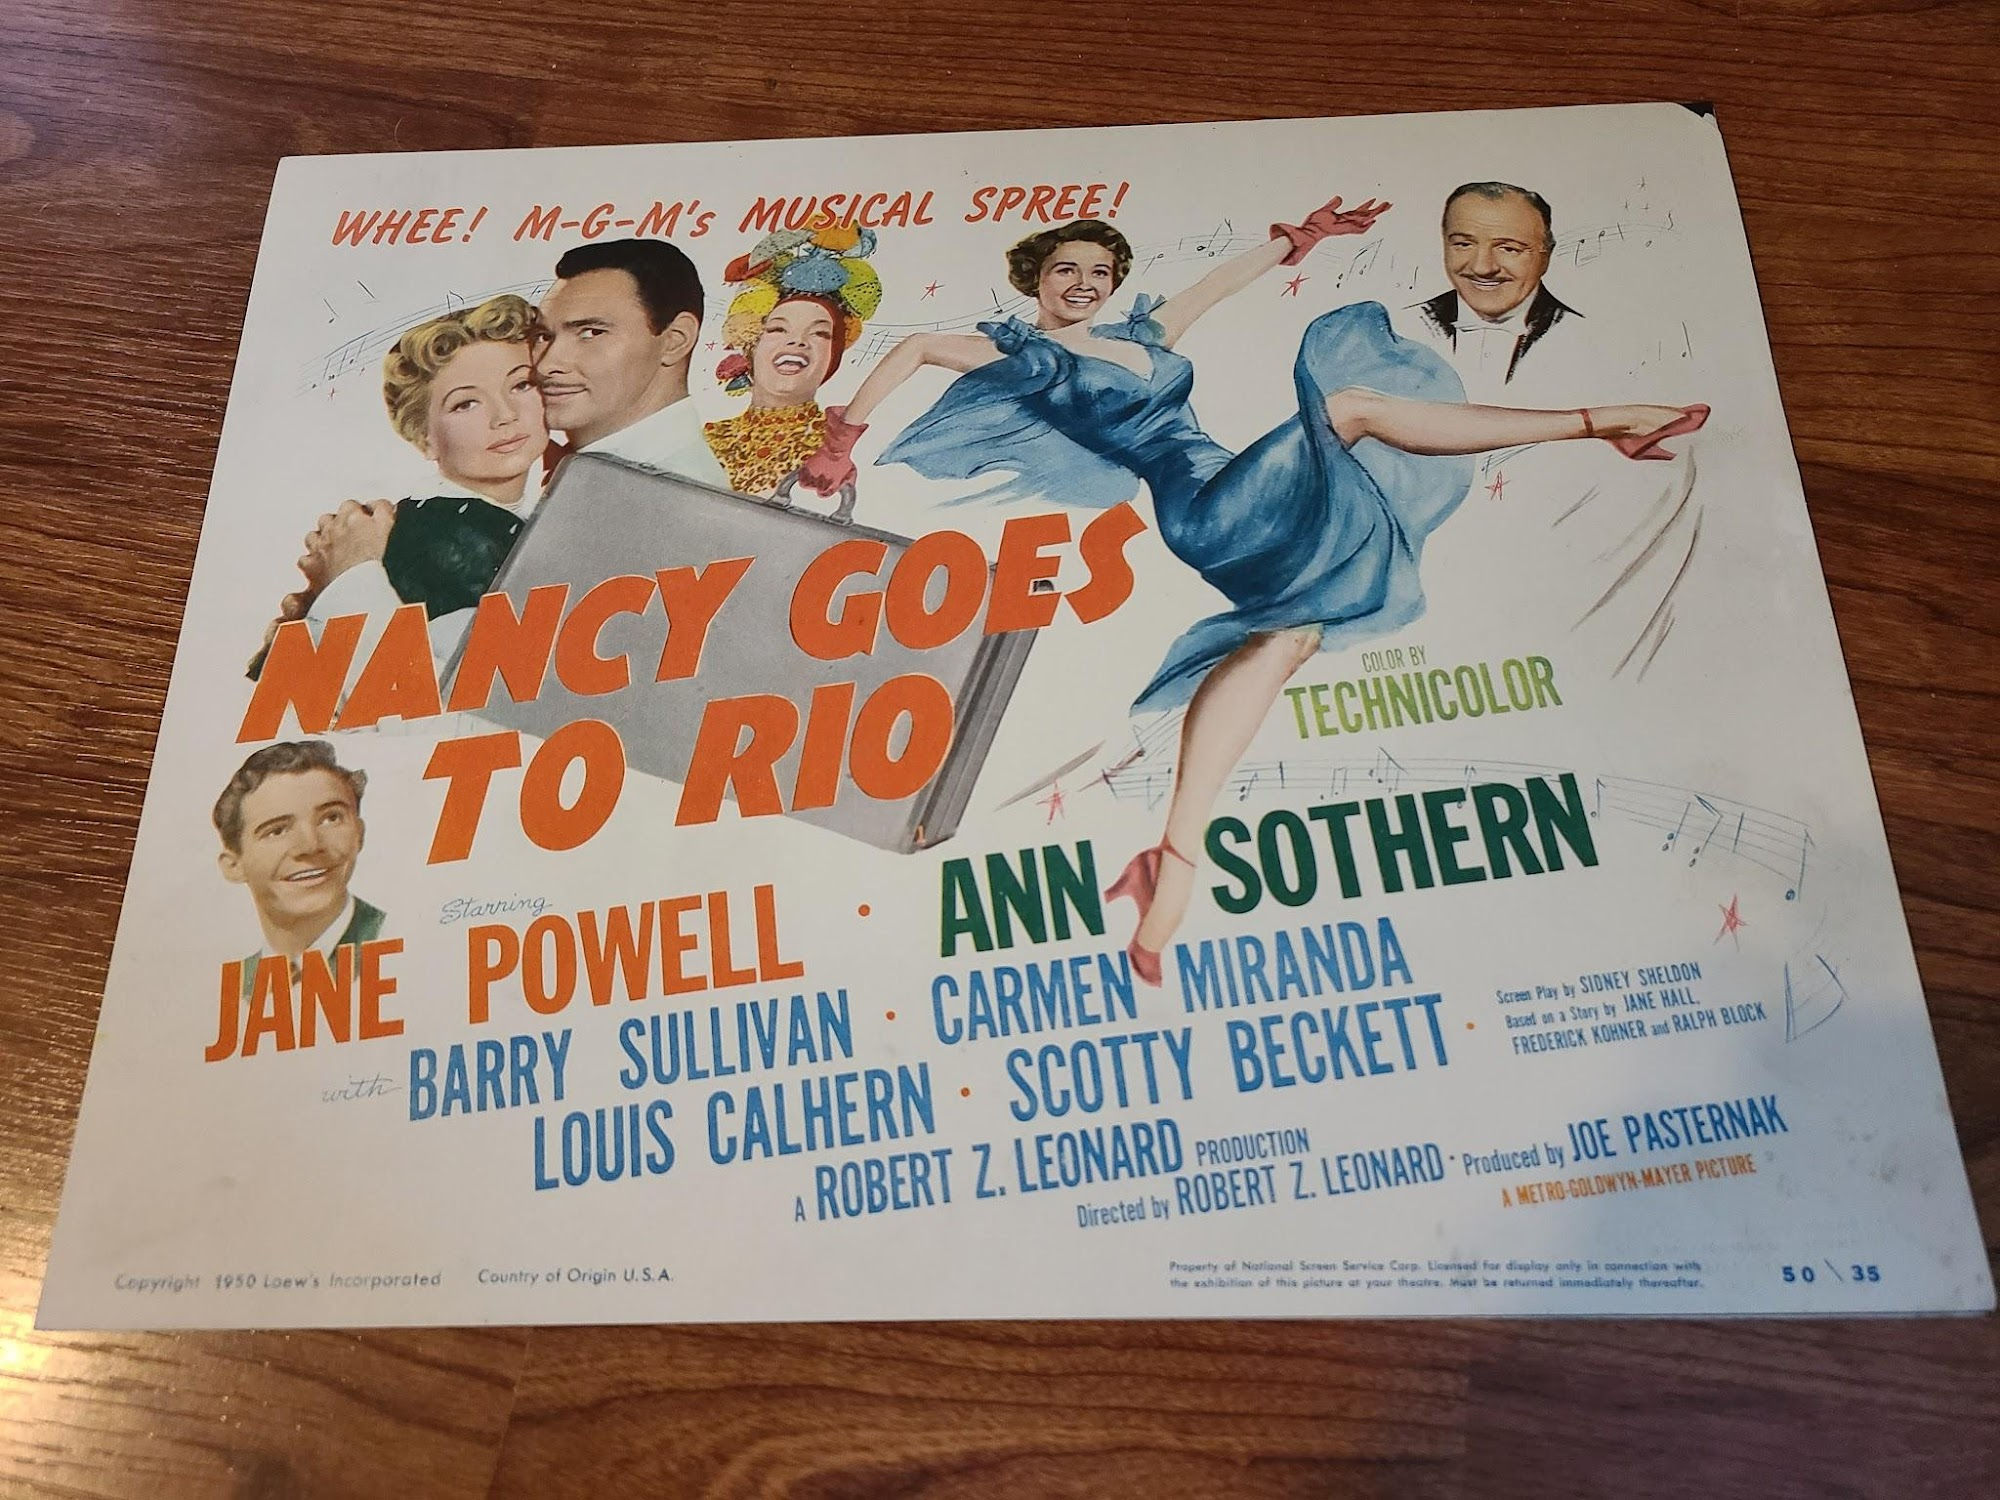 WHEE! M-G-M's MUSICAL SPREE!
NANCY GOES
TO RIO
COLOR BY
TECHNICOLOR
Starring
JANE POWELL · ANN SOTHERN
with BARRY SULLIVAN · CARMEN MIRANDA
LOUIS CALHERN · SCOTTY BECKETT ·
Screen Play by SIDNEY SHELDON
Based on a Story by JANE HALL,
FREDERICK KOHNER and RALPH BLOCK
A ROBERT Z. LEONARD PRODUCTION
Directed by ROBERT Z. LEONARD · Produced by JOE PASTERNAK
A METRO-GOLDWYN-MAYER PICTURE
Copyright 1950 Loew's Incorporated Country of Origin U.S.A.
Property of National Screen Service Corp. Licensed for display only in connection with
the exhibition of this picture at your theatre. Must be returned immediately thereafter.
50 \ 35